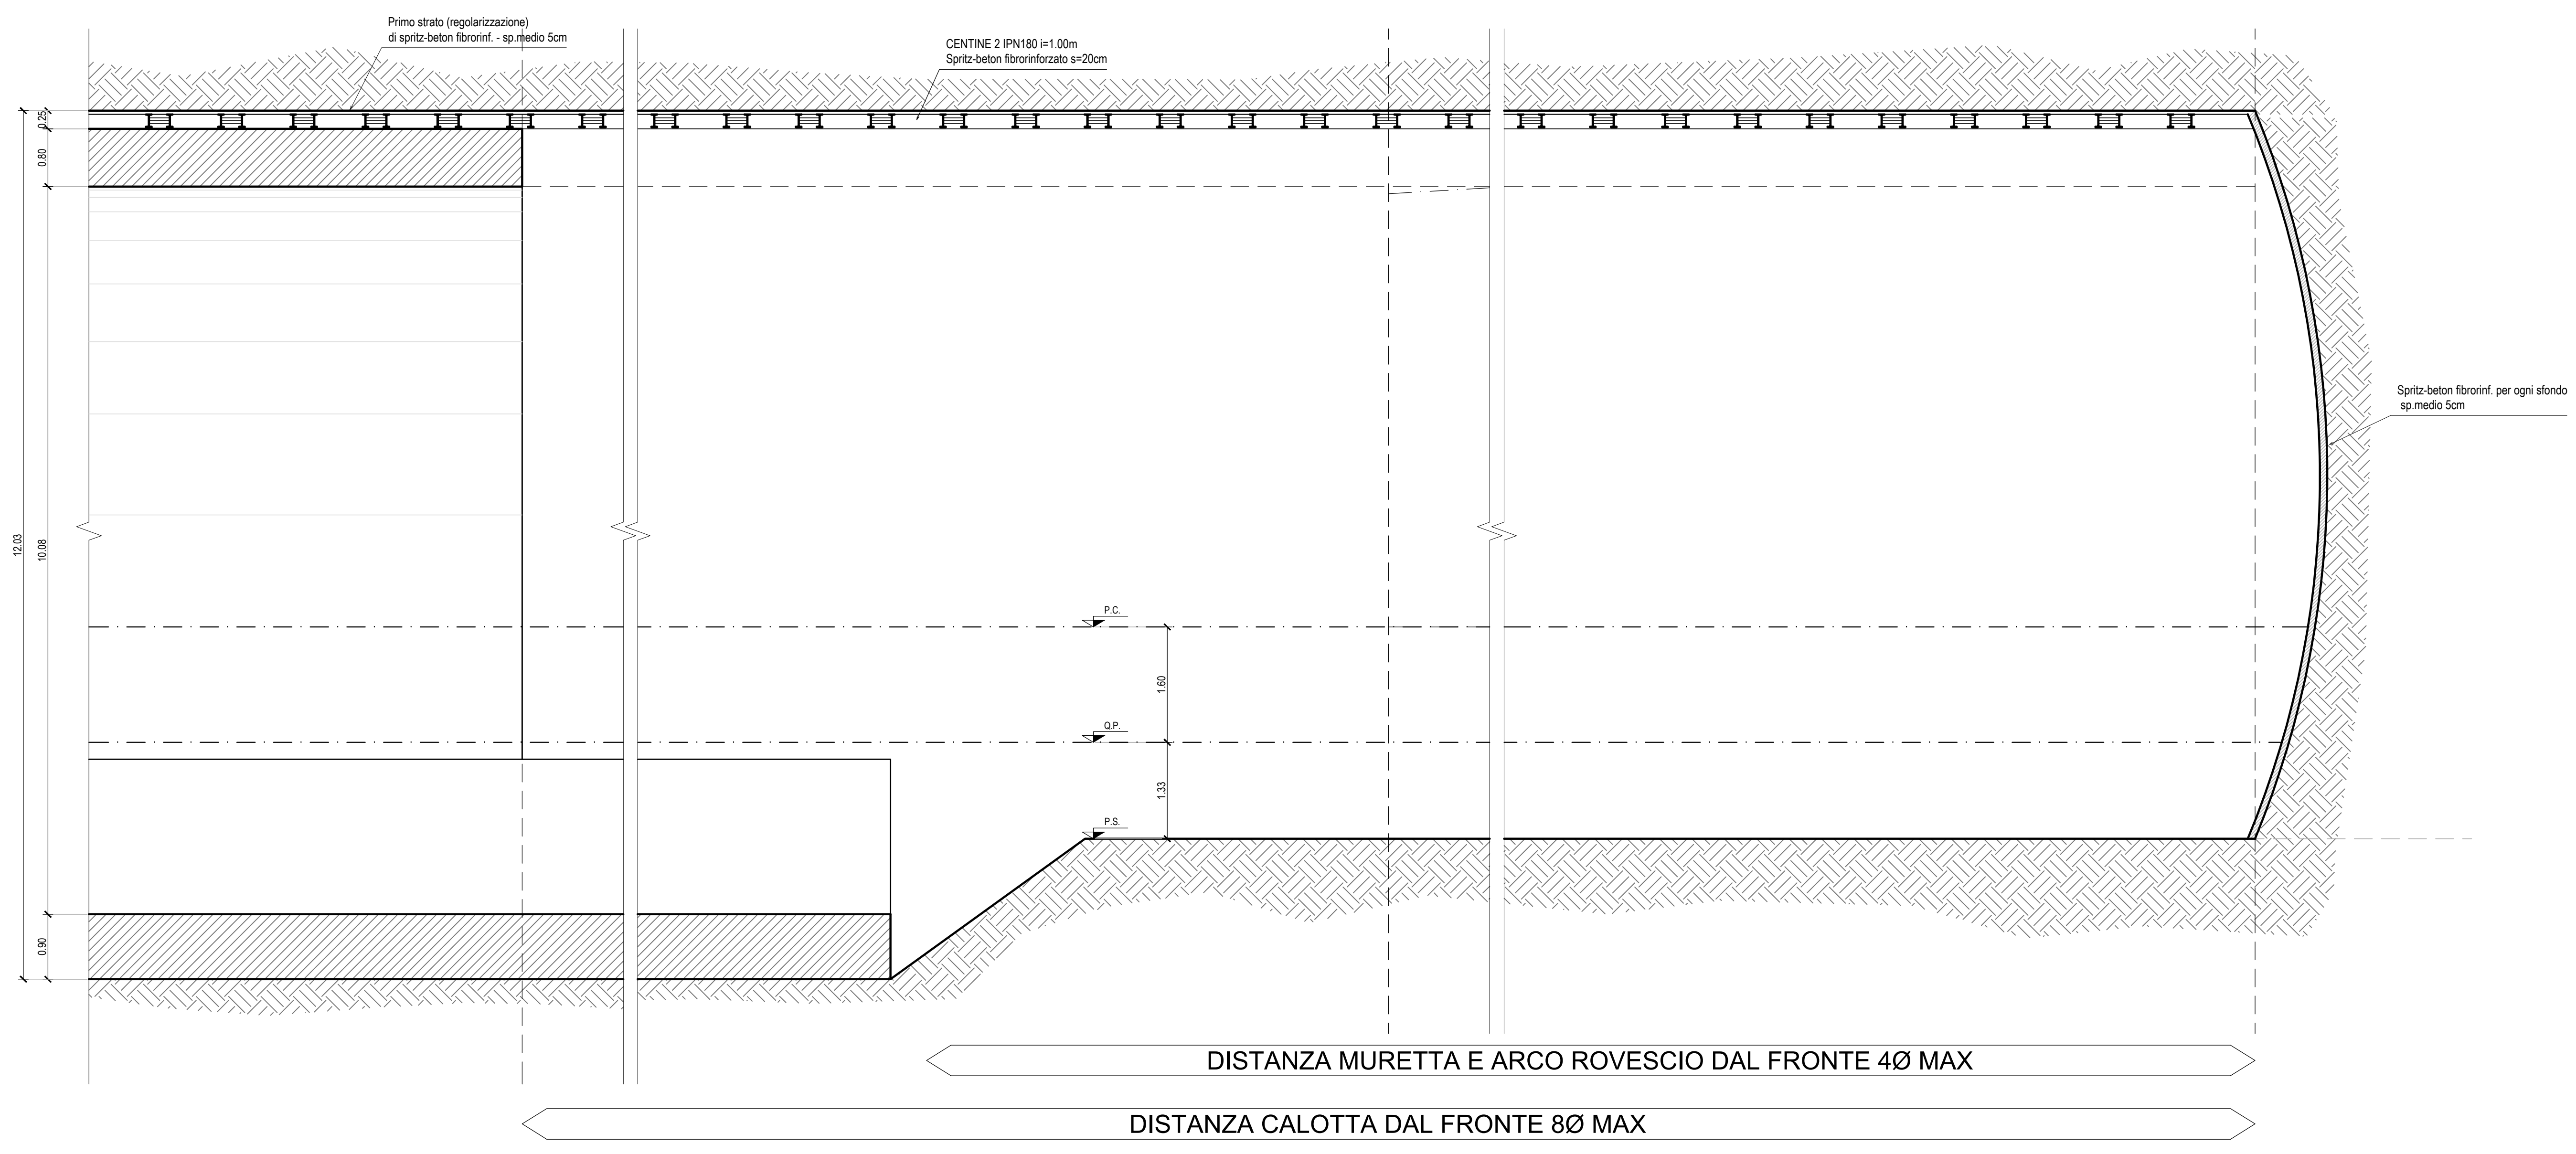 Primo strato (regolarizzazione)
di spritz-beton fibrorinf. - sp.medio 5cm
CENTINE 2 IPN180 i=1.00m
Spritz-beton fibrorinforzato s=20cm
0.25
0.80
Spritz-beton fibrorinf. per ogni sfondo
sp.medio 5cm
12.03
10.08
P.C.
1.60
Q.P.
1.33
P.S.
0.90
DISTANZA MURETTA E ARCO ROVESCIO DAL FRONTE 4Ø MAX
DISTANZA CALOTTA DAL FRONTE 8Ø MAX